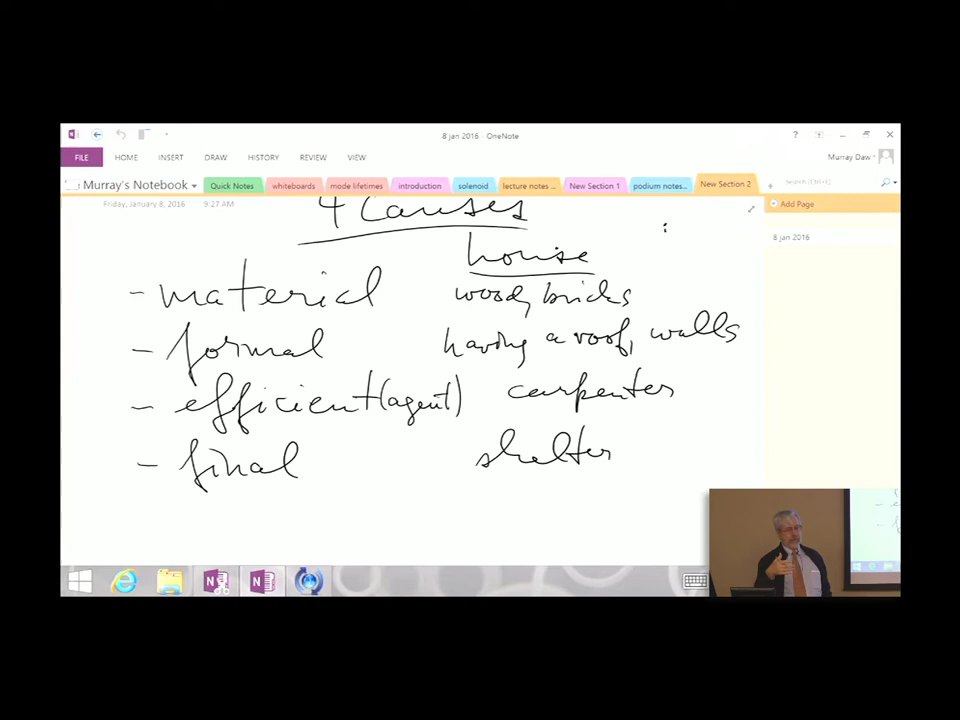 8 jan 2016 - OneNote
FILE HOME INSERT DRAW HISTORY REVIEW VIEW
Murray Daw
Murray's Notebook Quick Notes whiteboards mode lifetimes introduction solenoid lecture notes ... New Section 1 podium notes... New Section 2
Search (Ctrl+E)
Friday, January 8, 2016 9:27 AM
Add Page
8 jan 2016
4 Causes
house
- material wood, bricks
- formal having a roof, walls
- efficient (agent) carpenter
- final shelter